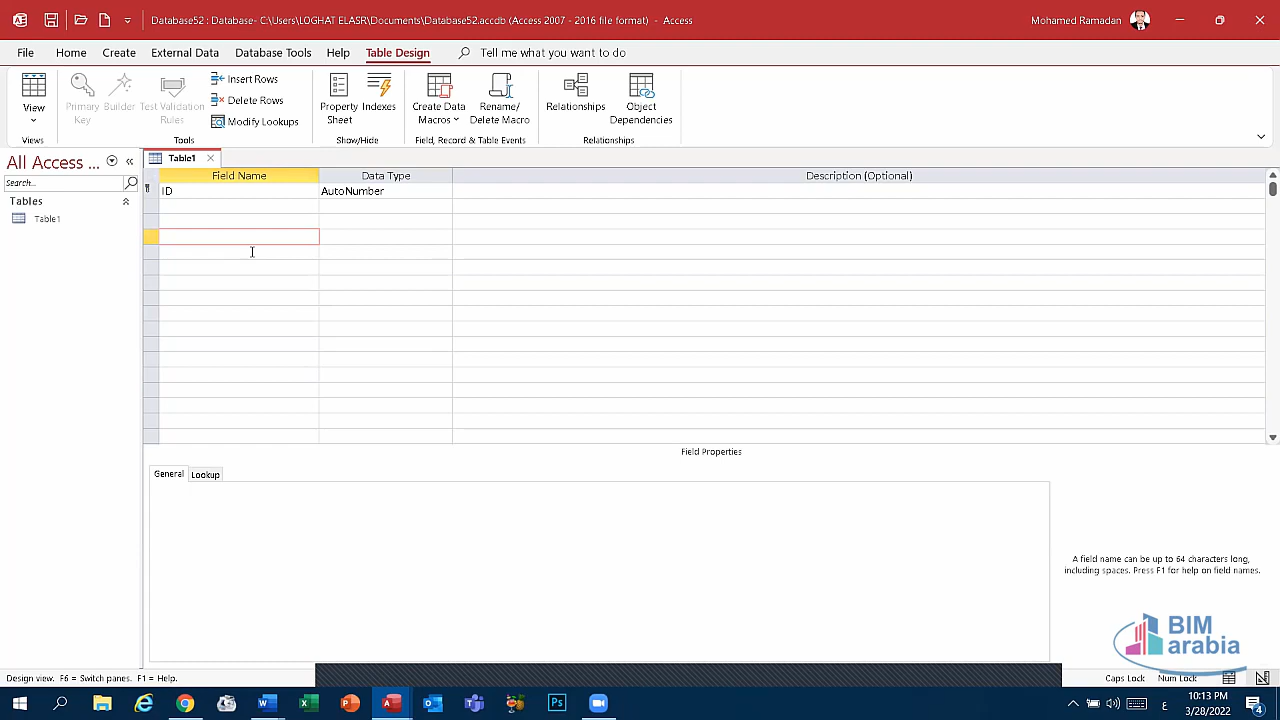 Database52 : Database- C:\USERS\LOGHAT ELASR\Documents\Database52.accdb (Access 2007 - 2016 file format) - Access
Mohamed Ramadan
File Home Create External Data Database Tools Help Table Design Tell me what you want to do
View
Primary Key
Builder
Test Validation Rules
Insert Rows
Delete Rows
Modify Lookups
Property Sheet
Indexes
Create Data Macros
Rename/ Delete Macro
Relationships
Object Dependencies
Views
Tools
Show/Hide
Field, Record & Table Events
Relationships
All Access ...
Search...
Tables
Table1
Table1
Field Name Data Type Description (Optional)
ID AutoNumber
Field Properties
General Lookup
A field name can be up to 64 characters long,
including spaces. Press F1 for help on field names.
BIM
arabia
Design view. F6 = Switch panes. F1 = Help.
Caps Lock Num Lock
ع
10:13 PM
3/28/2022
4